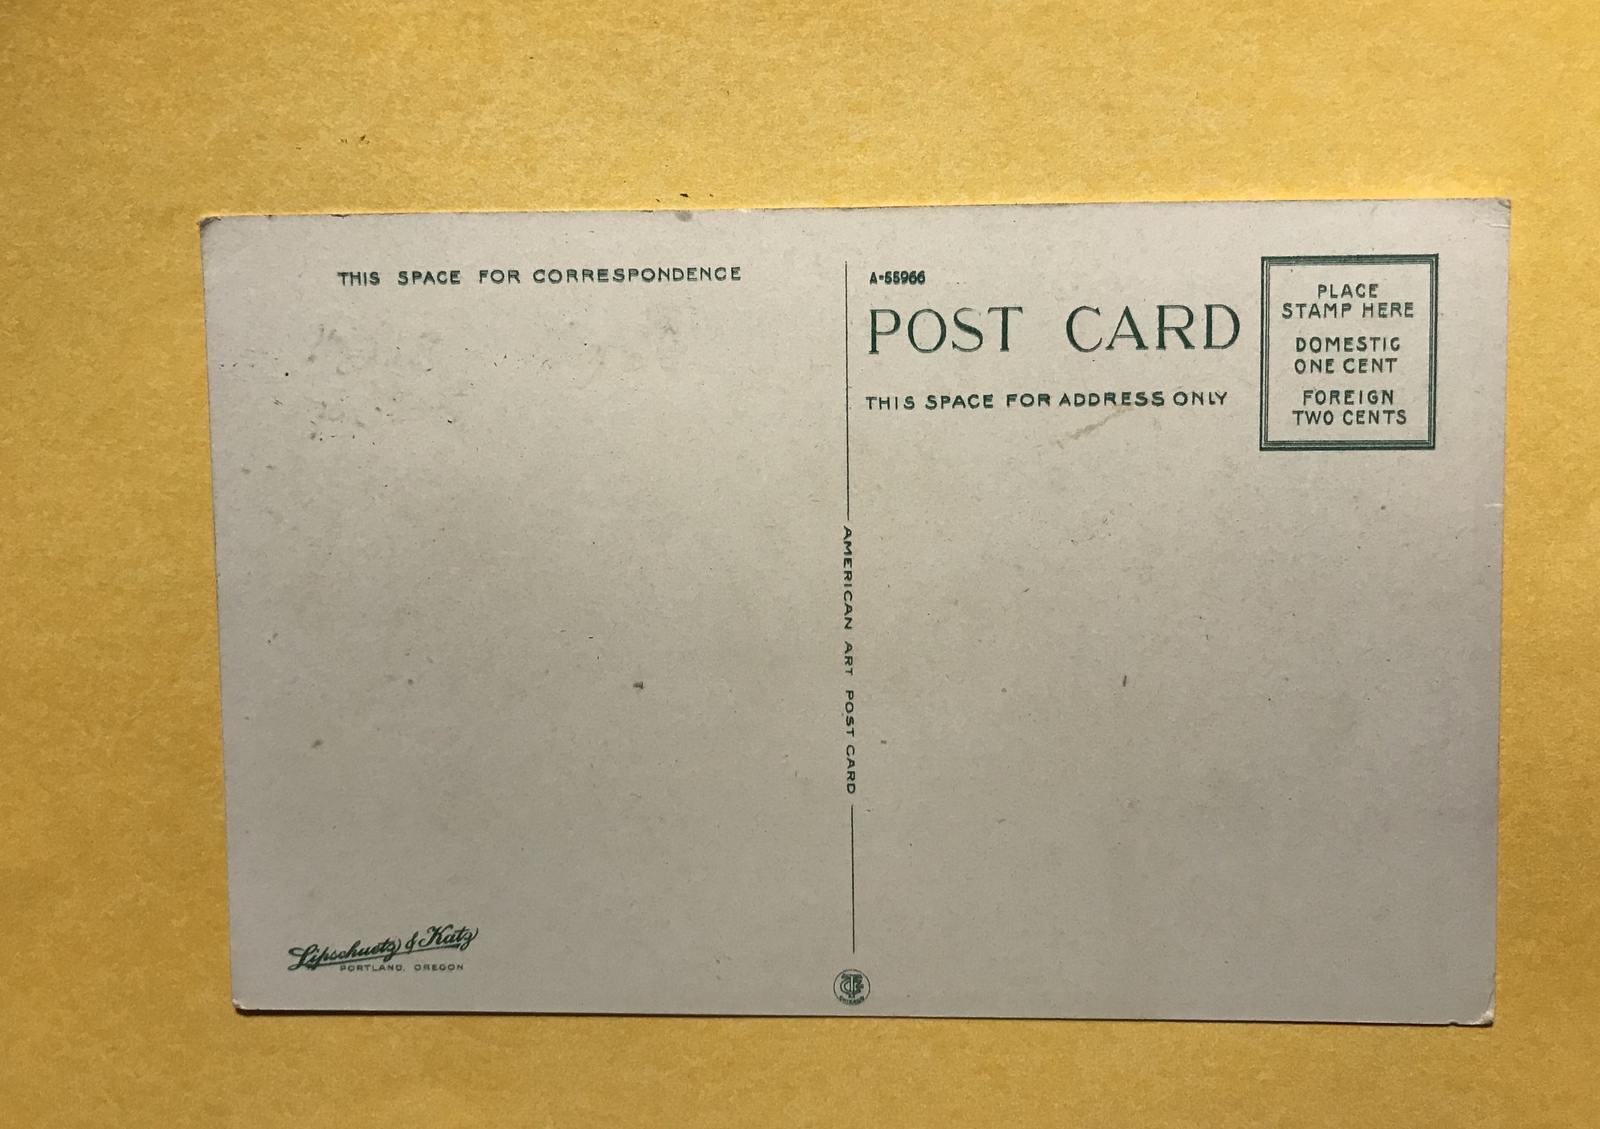 THIS SPACE FOR CORRESPONDENCE
A-55966
POST CARD
THIS SPACE FOR ADDRESS ONLY
PLACE
STAMP HERE
DOMESTIC
ONE CENT
FOREIGN
TWO CENTS
AMERICAN ART POST CARD
Lipschuetz & Katz
PORTLAND, OREGON